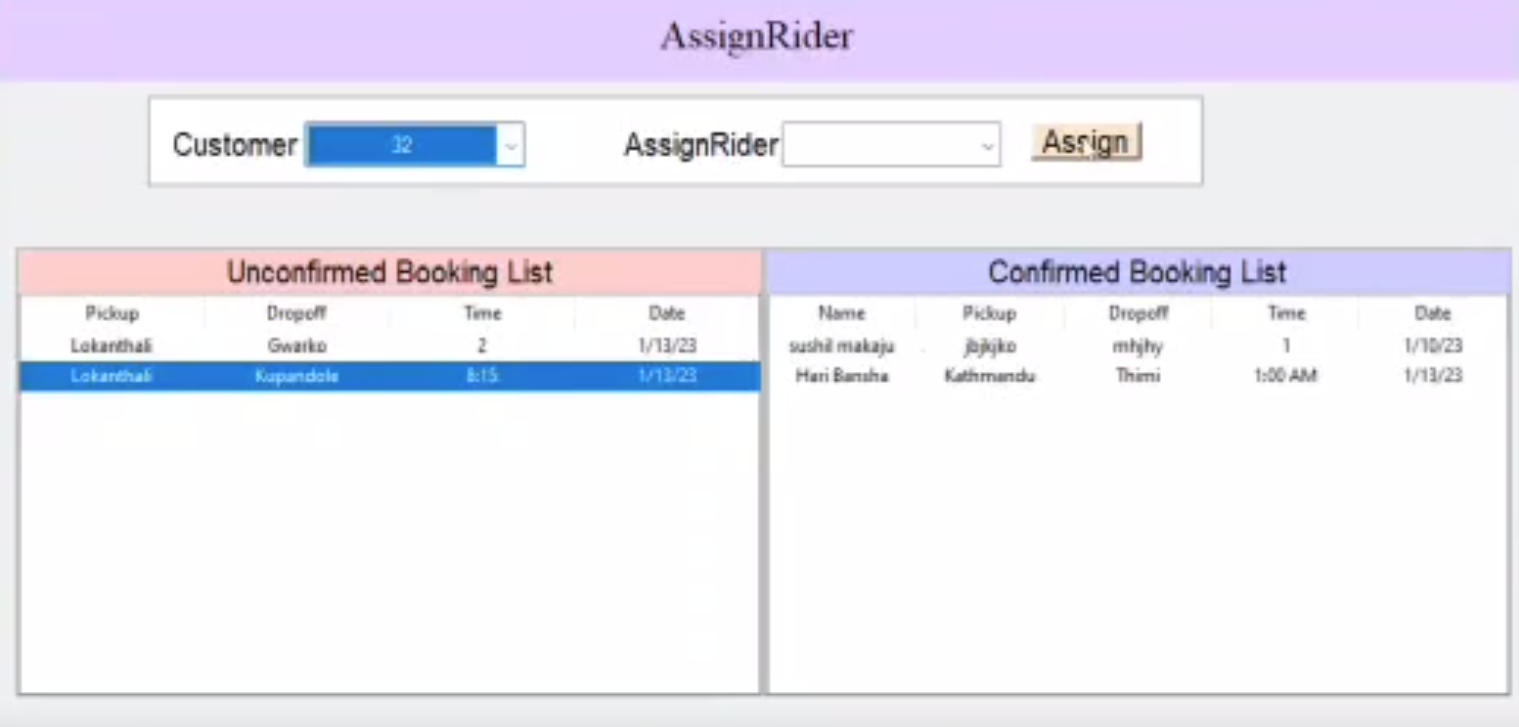 AssignRider
Customer 32 AssignRider Assign
Unconfirmed Booking List
Pickup Dropoff Time Date
Lokanthali Gwarko 2 1/13/23
Lokanthali Kupandole 8:15 1/13/23
Confirmed Booking List
Name Pickup Dropoff Time Date
sushil makaju jbjkjko mhjhy 1 1/10/23
Hari Bansha Kathmandu Thimi 1:00 AM 1/13/23